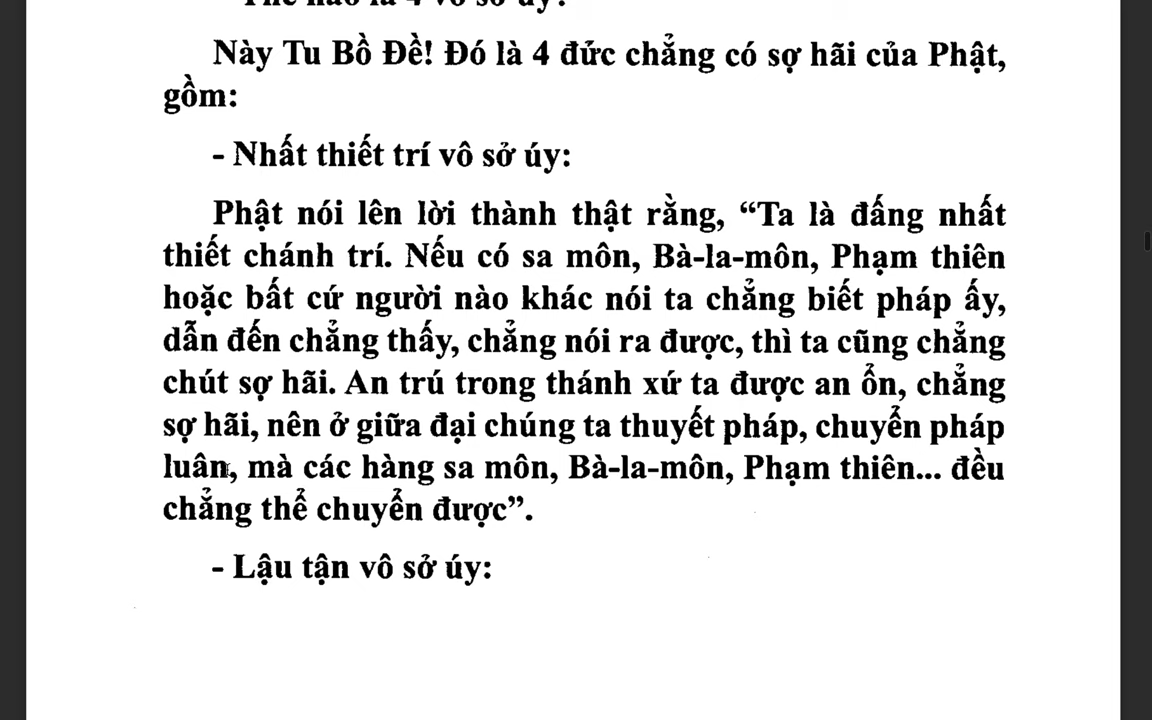 Này Tu Bồ Đề! Đó là 4 đức chẳng có sợ hãi của Phật,
gồm:
- Nhất thiết trí vô sở úy:
Phật nói lên lời thành thật rằng, “Ta là đấng nhất
thiết chánh trí. Nếu có sa môn, Bà-la-môn, Phạm thiên
hoặc bất cứ người nào khác nói ta chẳng biết pháp ấy,
dẫn đến chẳng thấy, chẳng nói ra được, thì ta cũng chẳng
chút sợ hãi. An trú trong thánh xứ ta được an ổn, chẳng
sợ hãi, nên ở giữa đại chúng ta thuyết pháp, chuyển pháp
luân, mà các hàng sa môn, Bà-la-môn, Phạm thiên... đều
chẳng thể chuyển được”.
- Lậu tận vô sở úy: